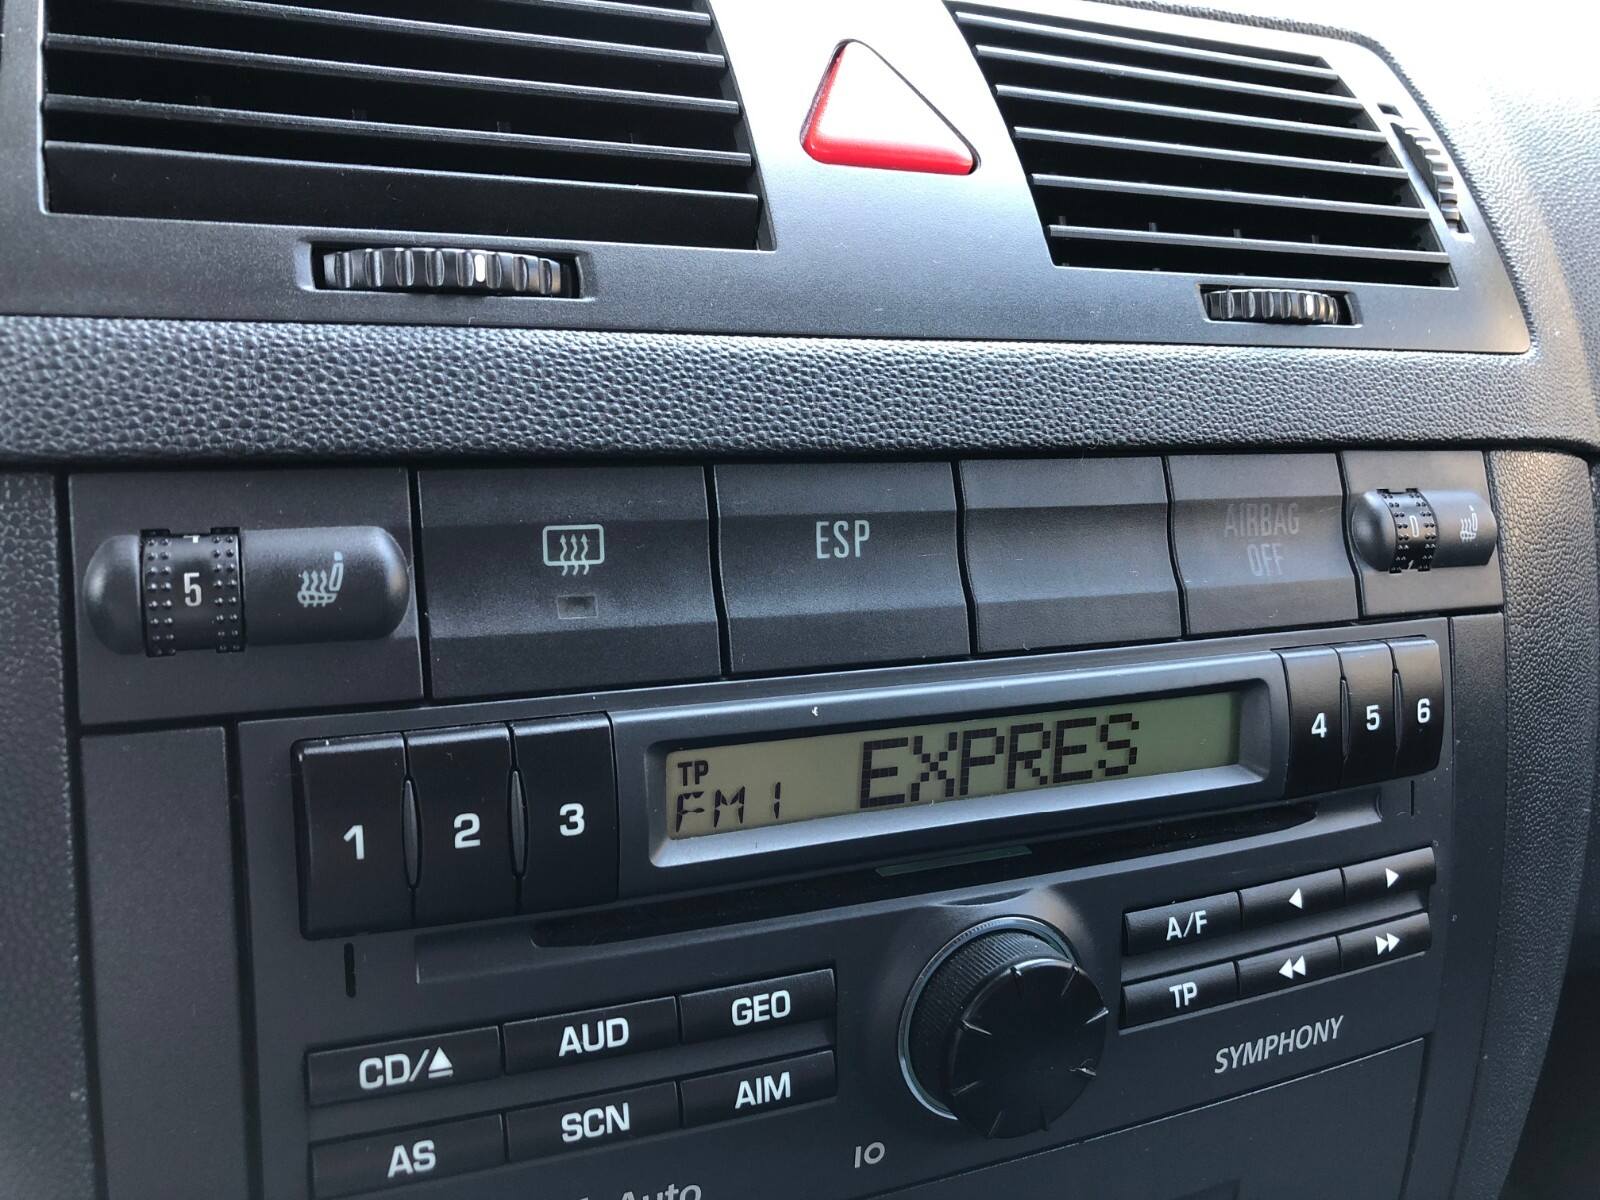 5
ESP
AIRBAG
OFF
0
1
2
3
TP
FM1
EXPRES
4
5
6
CD/
AUD
GEO
AS
SCN
AIM
A/F
TP
SYMPHONY
IO
Auto